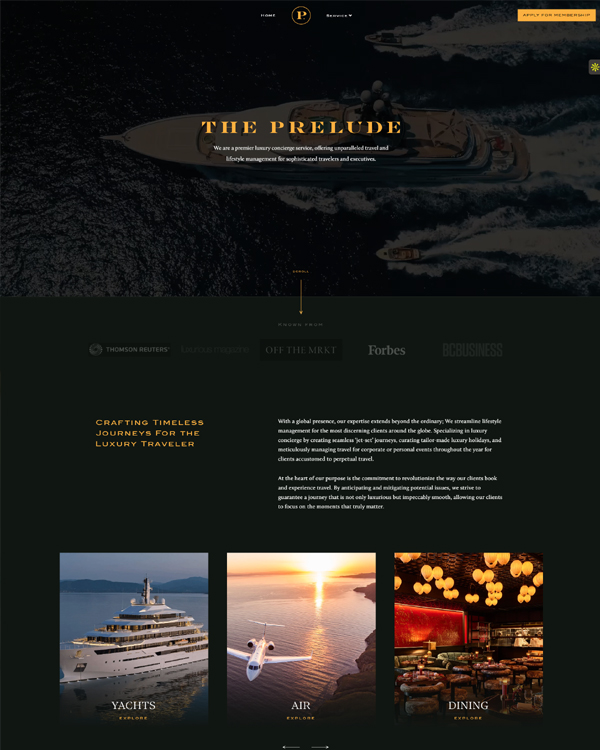 HOME
P
SERVICE
APPLY FOR MEMBERSHIP
THE PRELUDE
We are a premier luxury concierge service, offering unparalleled travel and
lifestyle management for sophisticated travelers and executives.
SCROLL
KNOWN FROM
THOMSON REUTERS
luxurious magazine
OFF THE MRKT
Forbes
BCBUSINESS
CRAFTING TIMELESS
JOURNEYS FOR THE
LUXURY TRAVELER
With a global presence, our expertise extends beyond the ordinary; We streamline lifestyle
management for the most discerning clients around the globe. Specializing in luxury
concierge by creating seamless 'jet-set' journeys, curating tailor-made luxury holidays, and
meticulously managing travel for corporate or personal events throughout the year for
clients accustomed to perpetual travel.
At the heart of our purpose is the commitment to revolutionize the way our clients book
and experience travel. By anticipating and mitigating potential issues, we strive to
guarantee a journey that is not only luxurious but impeccably smooth, allowing our clients
to focus on the moments that truly matter.
YACHTS
EXPLORE
AIR
EXPLORE
DINING
EXPLORE